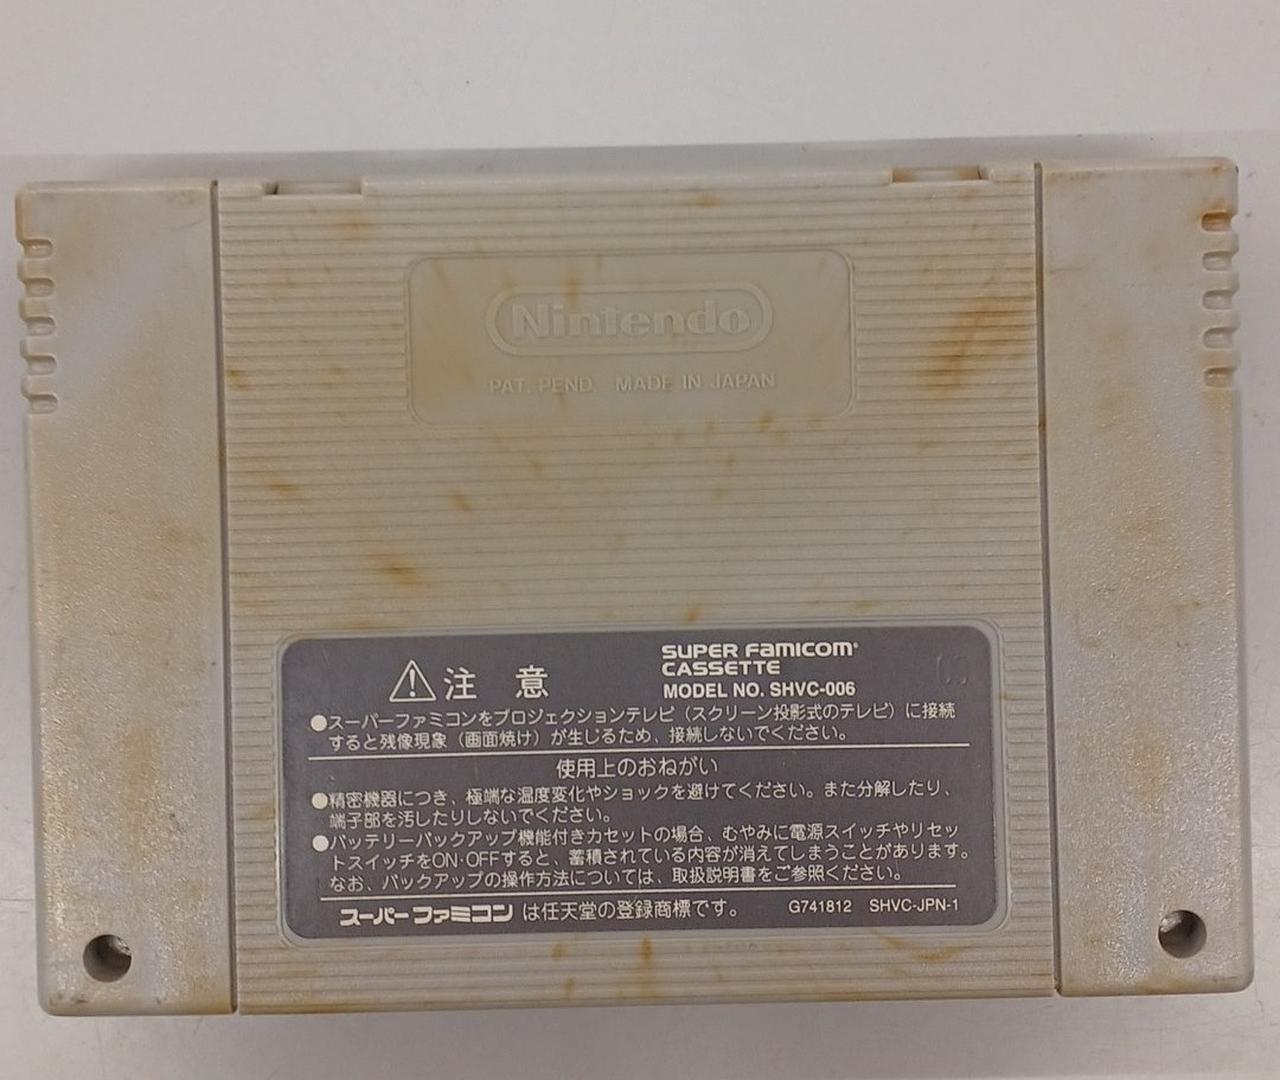 Nintendo
PAT. PEND MADE IN JAPAN
注 意
SUPER FAMICOM®
CASSETTE
MODEL NO. SHVC-006
●スーパーファミコンをプロジェクションテレビ（スクリーン投影式のテレビ）に接続
すると残像現象（画面焼け）が生じるため、接続しないでください。
使用上のおねがい
●精密機器につき、極端な温度変化やショックを避けてください。また分解したり、
端子部を汚したりしないでください。
●バッテリーバックアップ機能付きカセットの場合、むやみに電源スイッチやリセッ
トスイッチをON・OFFすると、蓄積されている内容が消えてしまうことがあります。
なお、バックアップの操作方法については、取扱説明書をご参照ください。
スーパーファミコン は任天堂の登録商標です。 G741812 SHVC-JPN-1